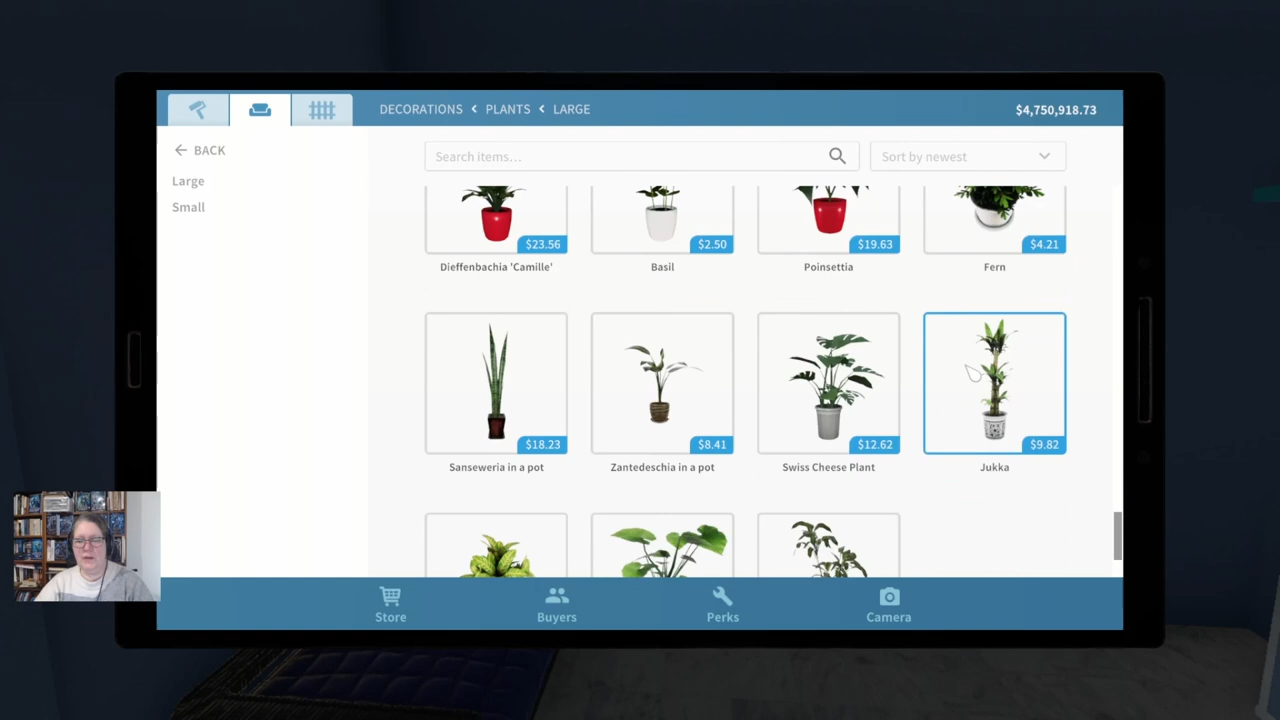 DECORATIONS < PLANTS < LARGE
$4,750,918.73
BACK
Large
Small
Search items...
Sort by newest
$23.56
$2.50
$19.63
$4.21
Dieffenbachia 'Camille'
Basil
Poinsettia
Fern
$18.23
$8.41
$12.62
$9.82
Sanseweria in a pot
Zantedeschia in a pot
Swiss Cheese Plant
Jukka
Store
Buyers
Perks
Camera